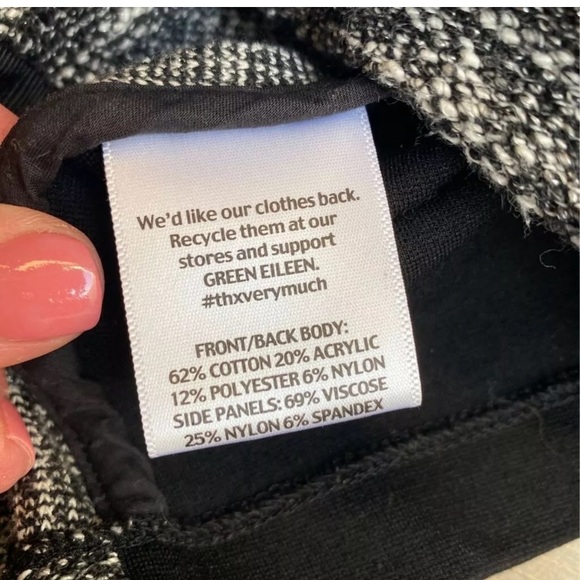 We'd like our clothes back.
Recycle them at our
stores and support
GREEN EILEEN.
#thxverymuch
FRONT/BACK BODY:
62% COTTON 20% ACRYLIC
12% POLYESTER 6% NYLON
SIDE PANELS: 69% VISCOSE
25% NYLON 6% SPANDEX